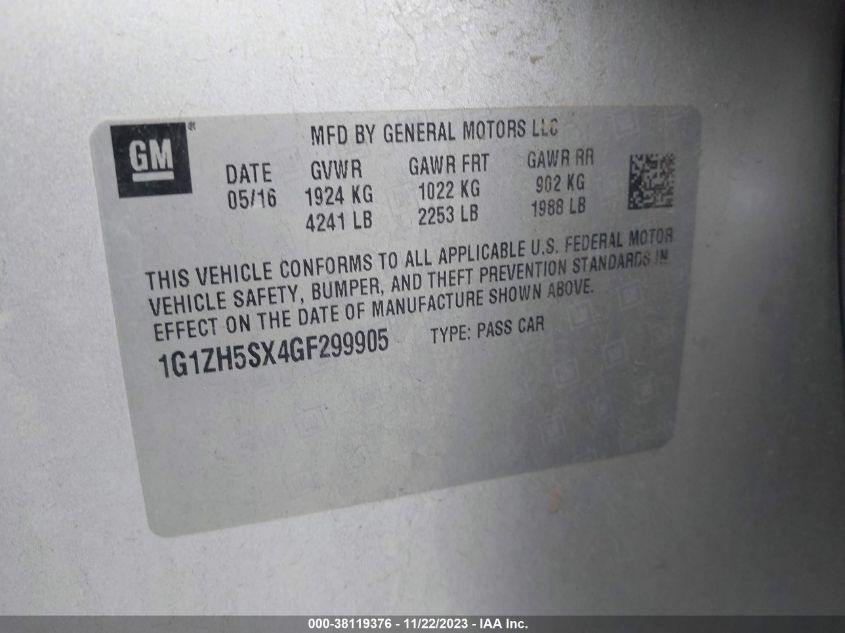 GM®
MFD BY GENERAL MOTORS LLC
DATE GVWR GAWR FRT GAWR RR
05/16 1924 KG 1022 KG 902 KG
4241 LB 2253 LB 1988 LB
THIS VEHICLE CONFORMS TO ALL APPLICABLE U.S. FEDERAL MOTOR
VEHICLE SAFETY, BUMPER, AND THEFT PREVENTION STANDARDS IN
EFFECT ON THE DATE OF MANUFACTURE SHOWN ABOVE.
1G1ZH5SX4GF299905 TYPE: PASS CAR
000-38119376 - 11/22/2023 - IAA Inc.